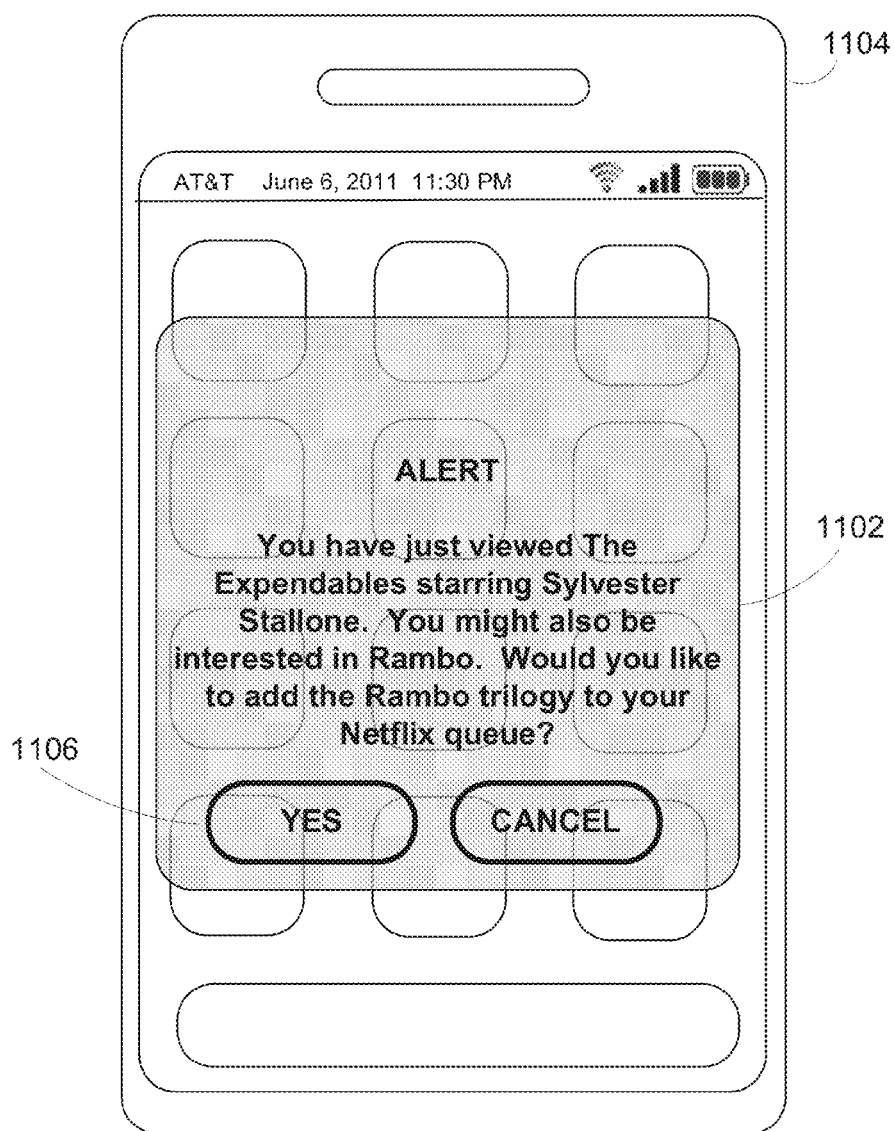 1104
AT&T June 6, 2011 11:30 PM
ALERT
You have just viewed The
Expendables starring Sylvester
Stallone. You might also be
interested in Rambo. Would you like
to add the Rambo trilogy to your
Netflix queue?
1102
1106
YES CANCEL